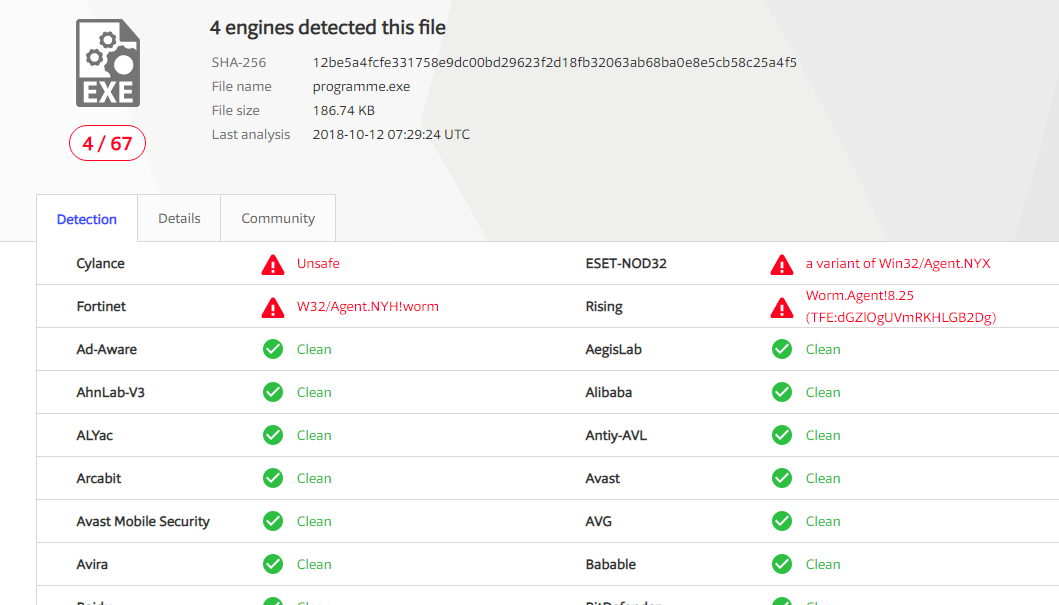 4 engines detected this file
SHA-256 12be5a4fcfe331758e9dc00bd29623f2d18fb32063ab68ba0e8e5cb58c25a4f5
File name programme.exe
EXE
File size 186.74 KB
4 / 67
Last analysis 2018-10-12 07:29:24 UTC
Detection Details Community
Cylance Unsafe ESET-NOD32 a variant of Win32/Agent.NYX
Fortinet W32/Agent.NYH!worm Rising Worm.Agent!8.25
(TFE:dGZlOgUVmRKHLGB2Dg)
Ad-Aware Clean AegisLab Clean
AhnLab-V3 Clean Alibaba Clean
ALYac Clean Antiy-AVL Clean
Arcabit Clean Avast Clean
Avast Mobile Security Clean AVG Clean
Avira Clean Babable Clean